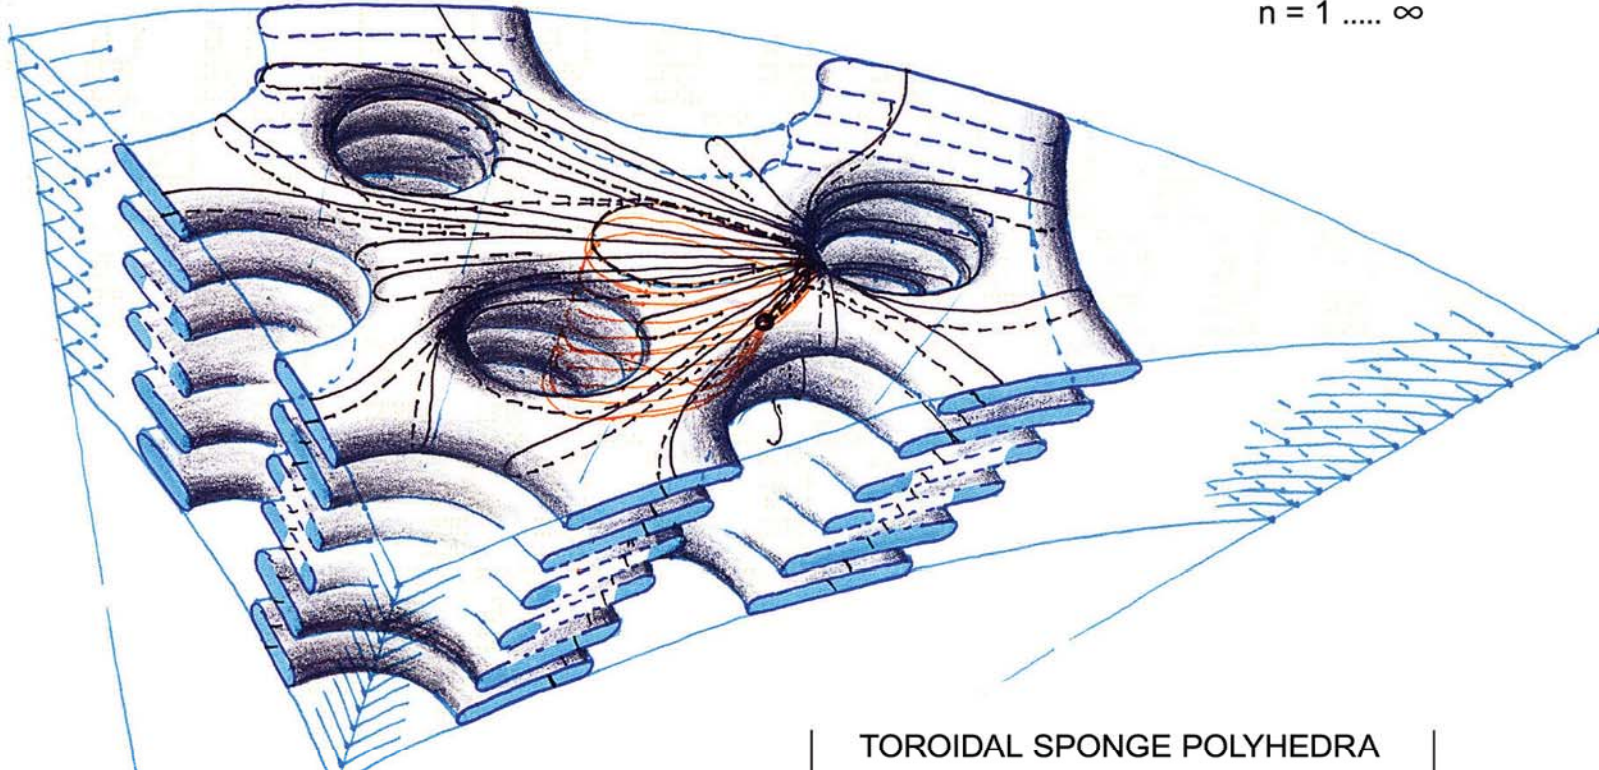 n = 1 ..... ∞
TOROIDAL SPONGE POLYHEDRA